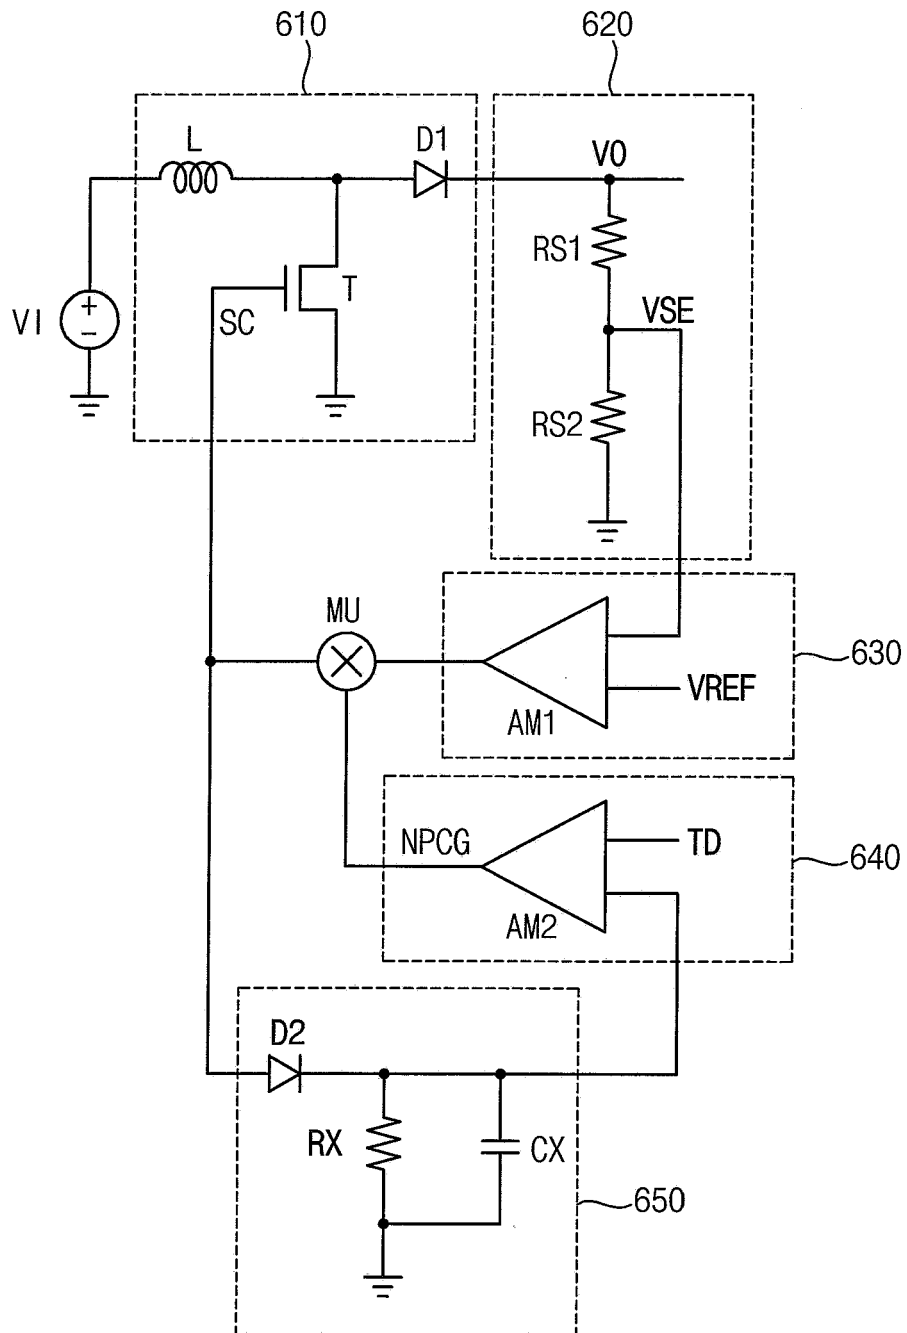 610
620
L
D1
VO
RS1
T
VSE
SC
VI
+
-
RS2
MU
630
VREF
AM1
NPCG
TD
640
AM2
D2
RX
CX
650